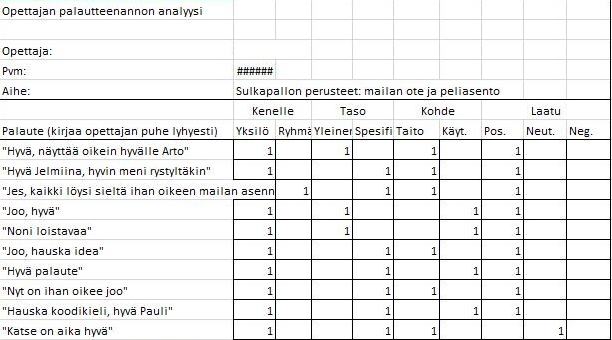 Opettajan palautteenannon analyysi
Opettaja:
Pvm: ######
Aihe: Sulkapallon perusteet: mailan ote ja peliasento
Kenelle Taso Kohde Laatu
Palaute (kirjaa opettajan puhe lyhyesti) Yksilö Ryhmä Yleinen Spesifi Taito Käyt. Pos. Neut. Neg.
"Hyvä, näyttää oikein hyvälle Arto" 1 1 1 1
"Hyvä Jelmiina, hyvin meni rystyltäkin" 1 1 1 1
"Jes, kaikki löysi sieltä ihan oikeen mailan asenn 1 1 1 1
"Joo, hyvä" 1 1 1 1
"Noni loistavaa" 1 1 1 1
"Joo, hauska idea" 1 1 1 1
"Hyvä palaute" 1 1 1 1
"Nyt on ihan oikee joo" 1 1 1 1
"Hauska koodikieli, hyvä Pauli" 1 1 1 1
"Katse on aika hyvä" 1 1 1 1